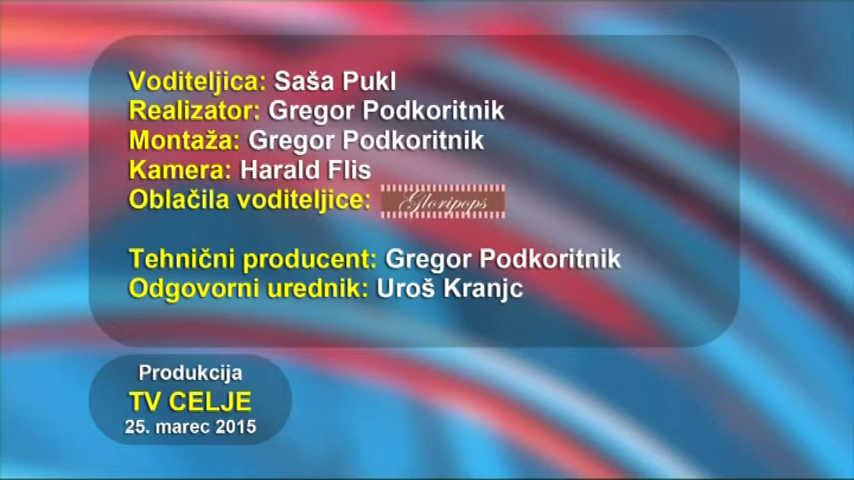 Voditeljica: Saša Pukl
Realizator: Gregor Podkoritnik
Montaža: Gregor Podkoritnik
Kamera: Harald Flis
Oblačila voditeljice: Gloripops
Tehnični producent: Gregor Podkoritnik
Odgovorni urednik: Uroš Kranjc
Produkcija
TV CELJE
25. marec 2015